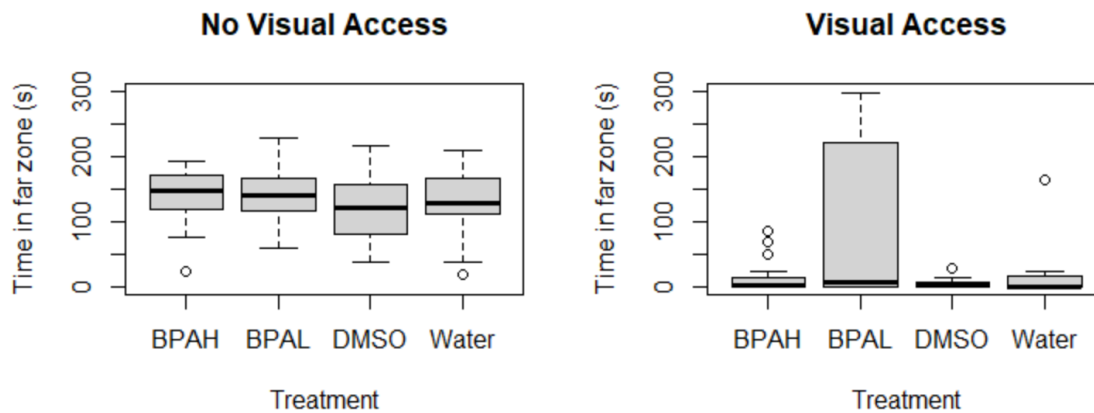 No Visual Access
Time in far zone (s)
300
200
100
0
BPAH BPAL DMSO Water
Treatment
Visual Access
Time in far zone (s)
300
200
100
0
BPAH BPAL DMSO Water
Treatment